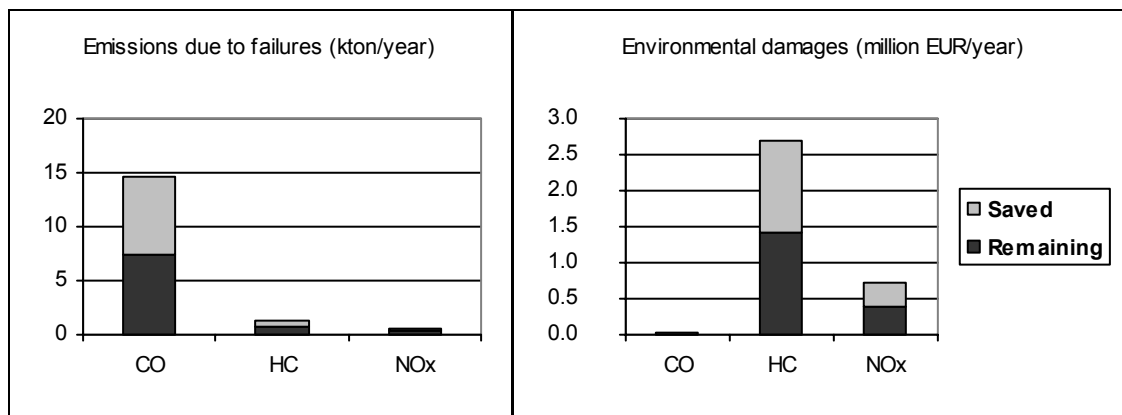 Emissions due to failures (kton/year)
20
15
10
5
0
CO HC NOx
Environmental damages (million EUR/year)
3.0
2.5
2.0
1.5
1.0
0.5
0.0
CO HC NOx
Saved
Remaining